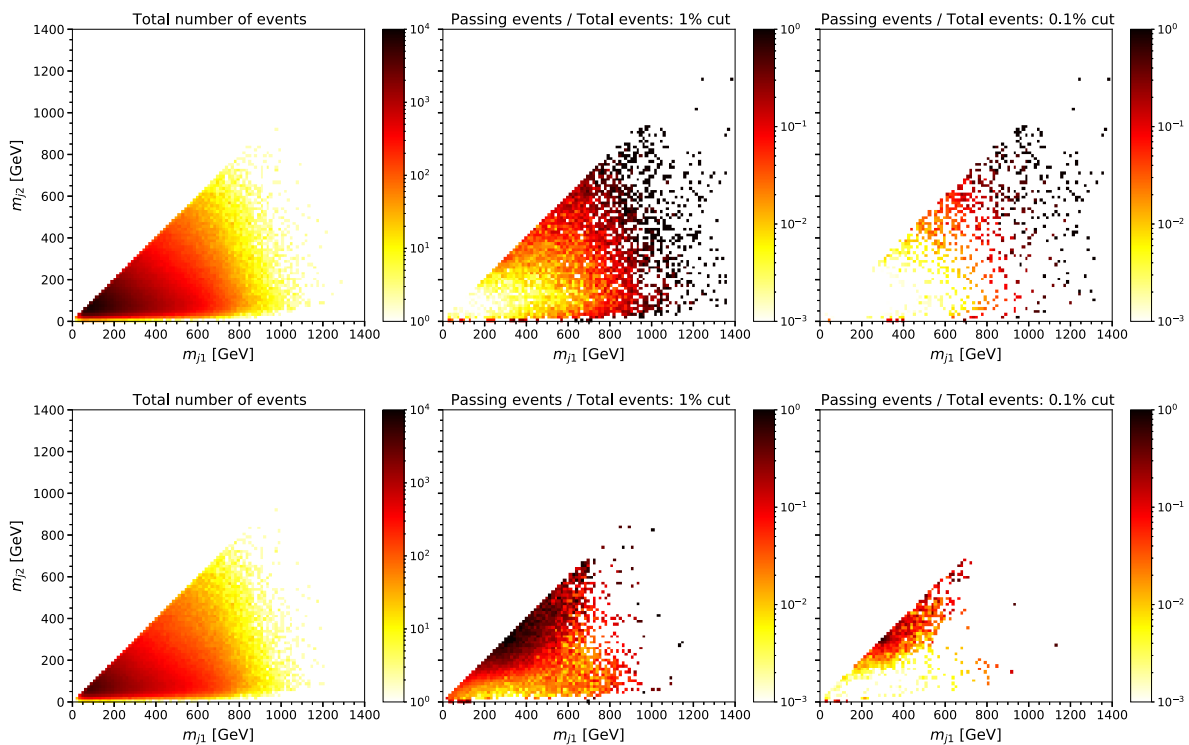 Total number of events
Passing events / Total events: 1% cut
Passing events / Total events: 0.1% cut
1400
1200
1000
800
600
400
200
0
m_{j2} [GeV]
0 200 400 600 800 1000 1200 1400
m_{j1} [GeV]
10^4
10^3
10^2
10^1
10^0
0 200 400 600 800 1000 1200 1400
m_{j1} [GeV]
10^0
10^{-1}
10^{-2}
10^{-3}
0 200 400 600 800 1000 1200 1400
m_{j1} [GeV]
10^0
10^{-1}
10^{-2}
10^{-3}
Total number of events
Passing events / Total events: 1% cut
Passing events / Total events: 0.1% cut
1400
1200
1000
800
600
400
200
0
m_{j2} [GeV]
0 200 400 600 800 1000 1200 1400
m_{j1} [GeV]
10^4
10^3
10^2
10^1
10^0
0 200 400 600 800 1000 1200 1400
m_{j1} [GeV]
10^0
10^{-1}
10^{-2}
10^{-3}
0 200 400 600 800 1000 1200 1400
m_{j1} [GeV]
10^0
10^{-1}
10^{-2}
10^{-3}